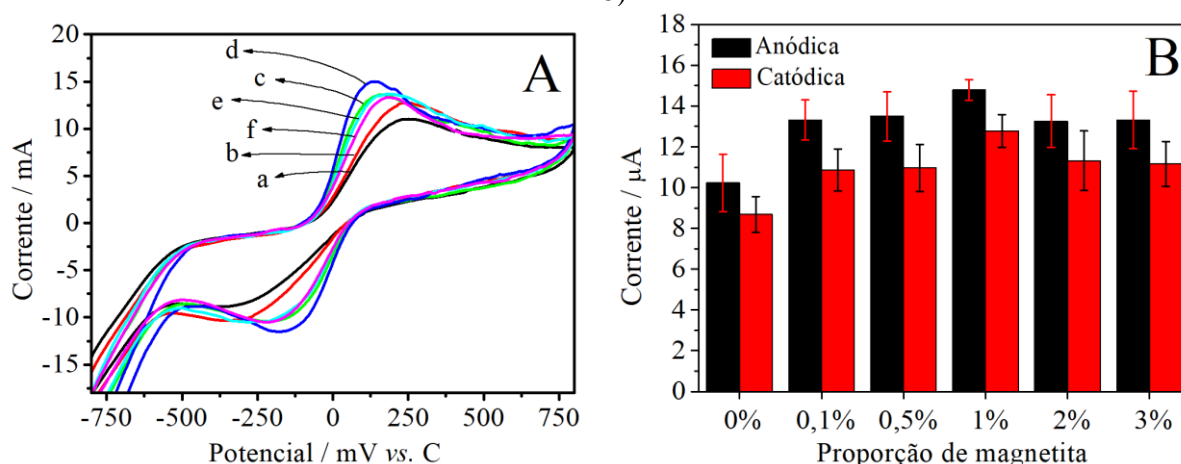 A
d
c
e
f
b
a
20
15
10
5
0
-5
-10
-15
Corrente / mA
-750 -500 -250 0 250 500 750
Potencial / mV vs. C
B
Anódica
Catódica
18
16
14
12
10
8
6
4
2
0
Corrente / µA
0% 0,1% 0,5% 1% 2% 3%
Proporção de magnetita